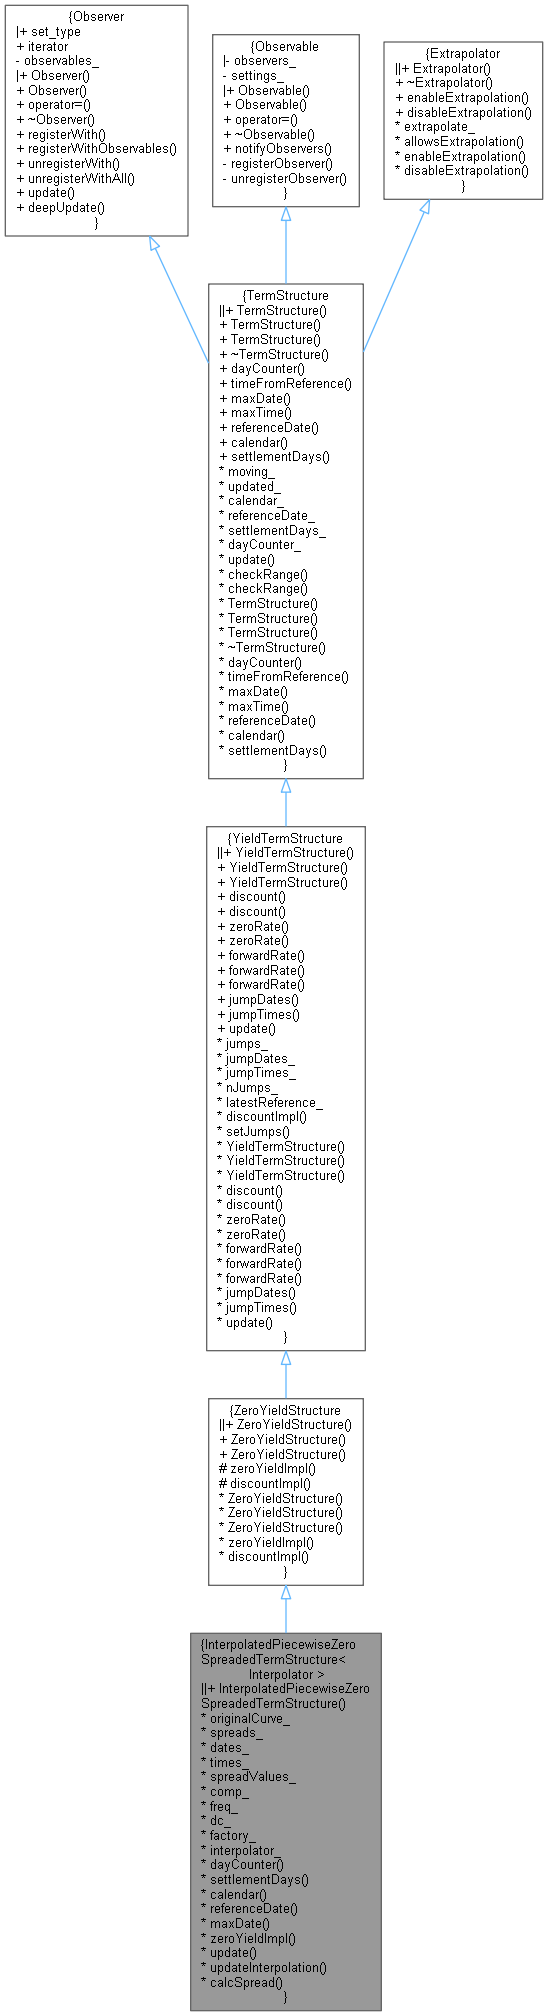 {Observer
|+ set_type
+ iterator
- observables_
|+ Observer()
+ Observer()
+ operator=()
+ ~Observer()
+ registerWith()
+ registerWithObservables()
+ unregisterWith()
+ unregisterWithAll()
+ update()
+ deepUpdate()
}
{Observable
|- observers_
- settings_
|+ Observable()
+ Observable()
+ operator=()
+ ~Observable()
+ notifyObservers()
- registerObserver()
- unregisterObserver()
}
{Extrapolator
||+ Extrapolator()
+ ~Extrapolator()
+ enableExtrapolation()
+ disableExtrapolation()
* extrapolate_
* allowsExtrapolation()
* enableExtrapolation()
* disableExtrapolation()
}
{TermStructure
||+ TermStructure()
+ TermStructure()
+ TermStructure()
+ ~TermStructure()
+ dayCounter()
+ timeFromReference()
+ maxDate()
+ maxTime()
+ referenceDate()
+ calendar()
+ settlementDays()
* moving_
* updated_
* calendar_
* referenceDate_
* settlementDays_
* dayCounter_
* update()
* checkRange()
* checkRange()
* TermStructure()
* TermStructure()
* TermStructure()
* ~TermStructure()
* dayCounter()
* timeFromReference()
* maxDate()
* maxTime()
* referenceDate()
* calendar()
* settlementDays()
}
{YieldTermStructure
||+ YieldTermStructure()
+ YieldTermStructure()
+ YieldTermStructure()
+ discount()
+ discount()
+ zeroRate()
+ zeroRate()
+ forwardRate()
+ forwardRate()
+ forwardRate()
+ jumpDates()
+ jumpTimes()
+ update()
* jumps_
* jumpDates_
* jumpTimes_
* nJumps_
* latestReference_
* discountImpl()
* setJumps()
* YieldTermStructure()
* YieldTermStructure()
* YieldTermStructure()
* discount()
* discount()
* zeroRate()
* zeroRate()
* forwardRate()
* forwardRate()
* forwardRate()
* jumpDates()
* jumpTimes()
* update()
}
{ZeroYieldStructure
||+ ZeroYieldStructure()
+ ZeroYieldStructure()
+ ZeroYieldStructure()
# zeroYieldImpl()
# discountImpl()
* ZeroYieldStructure()
* ZeroYieldStructure()
* ZeroYieldStructure()
* zeroYieldImpl()
* discountImpl()
}
{InterpolatedPiecewiseZero
SpreadedTermStructure<
Interpolator >
||+ InterpolatedPiecewiseZero
SpreadedTermStructure()
* originalCurve_
* spreads_
* dates_
* times_
* spreadValues_
* comp_
* freq_
* dc_
* factory_
* interpolator_
* dayCounter()
* settlementDays()
* calendar()
* referenceDate()
* maxDate()
* zeroYieldImpl()
* update()
* updateInterpolation()
* calcSpread()
}